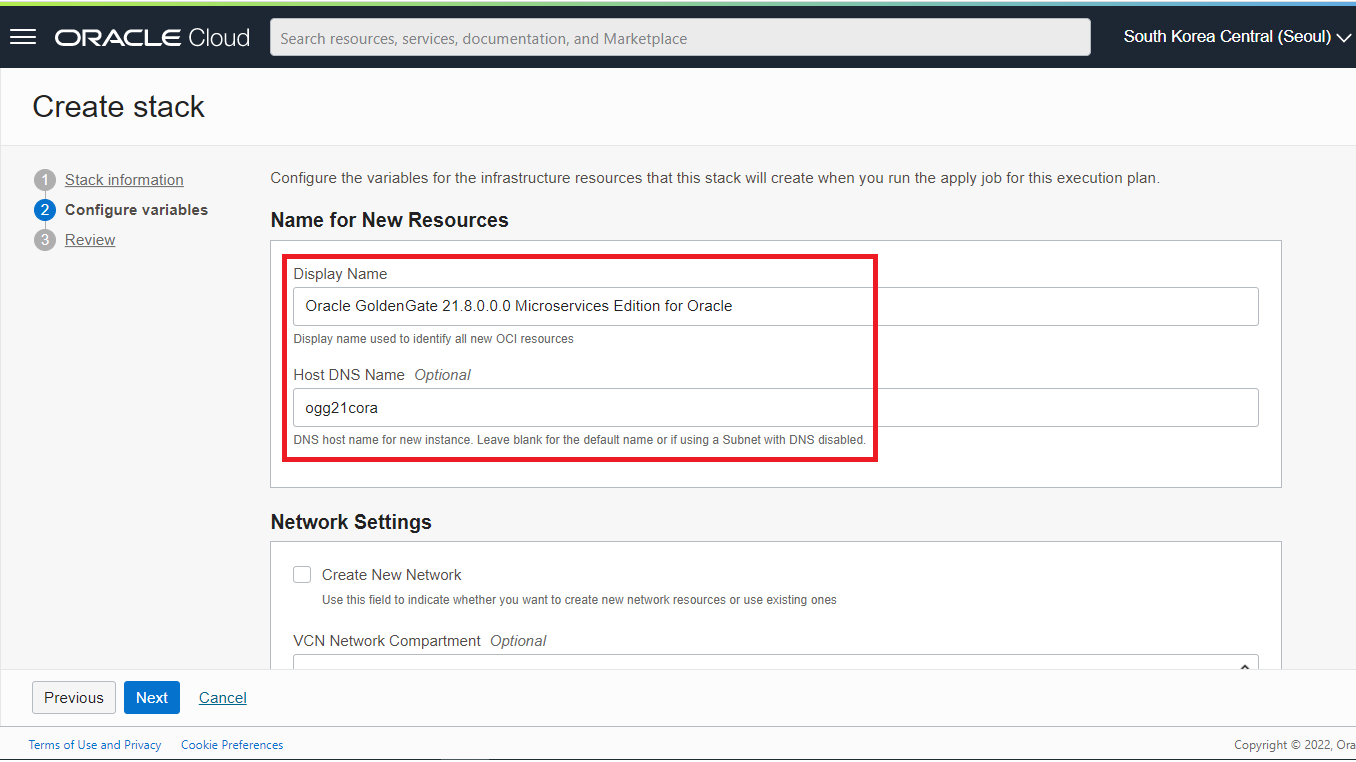 ORACLE Cloud
Search resources, services, documentation, and Marketplace
South Korea Central (Seoul)
Create stack
1 Stack information
2 Configure variables
3 Review
Configure the variables for the infrastructure resources that this stack will create when you run the apply job for this execution plan.
Name for New Resources
Display Name
Oracle GoldenGate 21.8.0.0.0 Microservices Edition for Oracle
Display name used to identify all new OCI resources
Host DNS Name Optional
ogg21cora
DNS host name for new instance. Leave blank for the default name or if using a Subnet with DNS disabled.
Network Settings
Create New Network
Use this field to indicate whether you want to create new network resources or use existing ones
VCN Network Compartment Optional
Previous Next Cancel
Terms of Use and Privacy Cookie Preferences
Copyright © 2022, Ora